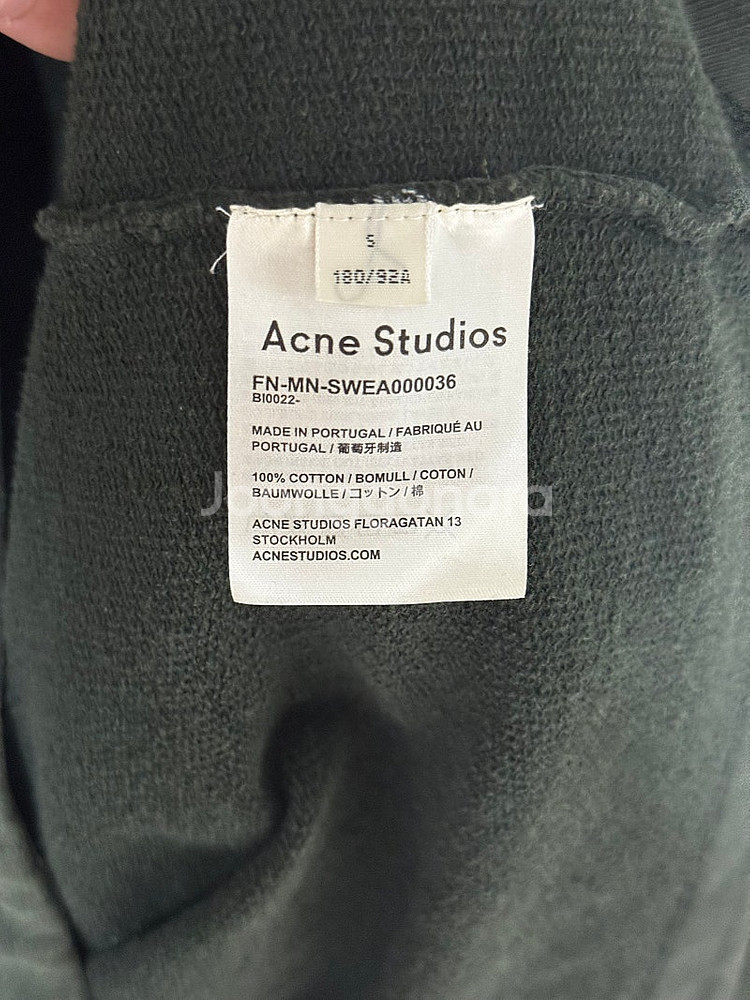 S
180/92A
Acne Studios
FN-MN-SWEA000036
BI0022-
MADE IN PORTUGAL / FABRIQUÉ AU
PORTUGAL / 葡萄牙制造
100% COTTON / BOMULL / COTON /
BAUMWOLLE / コットン / 棉
ACNE STUDIOS FLORAGATAN 13
STOCKHOLM
ACNESTUDIOS.COM